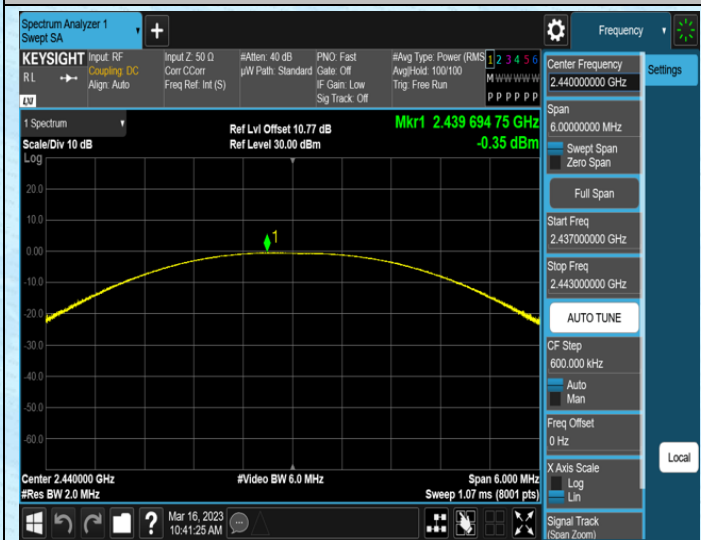 Spectrum Analyzer 1
Swept SA
+
Frequency
KEYSIGHT
RL
LXI
Input: RF
Coupling: DC
Align: Auto
Input Z: 50 Ω
Corr CCorr
Freq Ref: Int (S)
#Atten: 40 dB
µW Path: Standard
PNO: Fast
Gate: Off
IF Gain: Low
Sig Track: Off
#Avg Type: Power (RMS
Avg|Hold: 100/100
Trig: Free Run
1 2 3 4 5 6
M W W W W W
P P P P P P
1 Spectrum
Scale/Div 10 dB
Log
Ref Lvl Offset 10.77 dB
Ref Level 30.00 dBm
Mkr1 2.439 694 75 GHz
-0.35 dBm
20.0
10.0
0.00
-10.0
-20.0
-30.0
-40.0
-50.0
-60.0
1
Center 2.440000 GHz
#Res BW 2.0 MHz
#Video BW 6.0 MHz
Span 6.000 MHz
Sweep 1.07 ms (8001 pts)
?
Mar 16, 2023
10:41:25 AM
Center Frequency
2.440000000 GHz
Span
6.00000000 MHz
Swept Span
Zero Span
Full Span
Start Freq
2.437000000 GHz
Stop Freq
2.443000000 GHz
AUTO TUNE
CF Step
600.000 kHz
Auto
Man
Freq Offset
0 Hz
X Axis Scale
Log
Lin
Signal Track
(Span Zoom)
Settings
Local